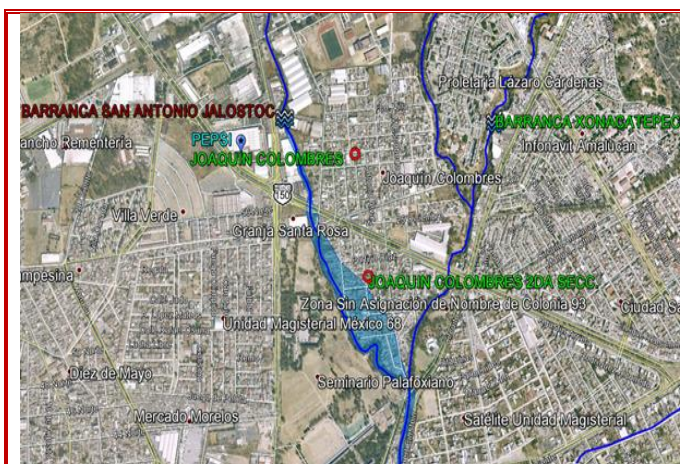 Proletaria Lázaro Cárdenas
BARRANCA SAN ANTONIO JALOSTOC
BARRANCA XONACATEPEC
PEPSI
ancho Rementería
Infonavit Amalucan
JOAQUIN COLOMBRES
Joaquín Colombres
150
Villa Verde
Granja Santa Rosa
ampesina
JOAQUIN COLOMBRES 2DA SECC.
Zona Sin Asignación de Nombre de Colonia 93
Ciudad Sa
Unidad Magisterial México 68
Diez de Mayo
Seminario Palafoxiano
Mercado Morelos
Satélite Unidad Magisterial